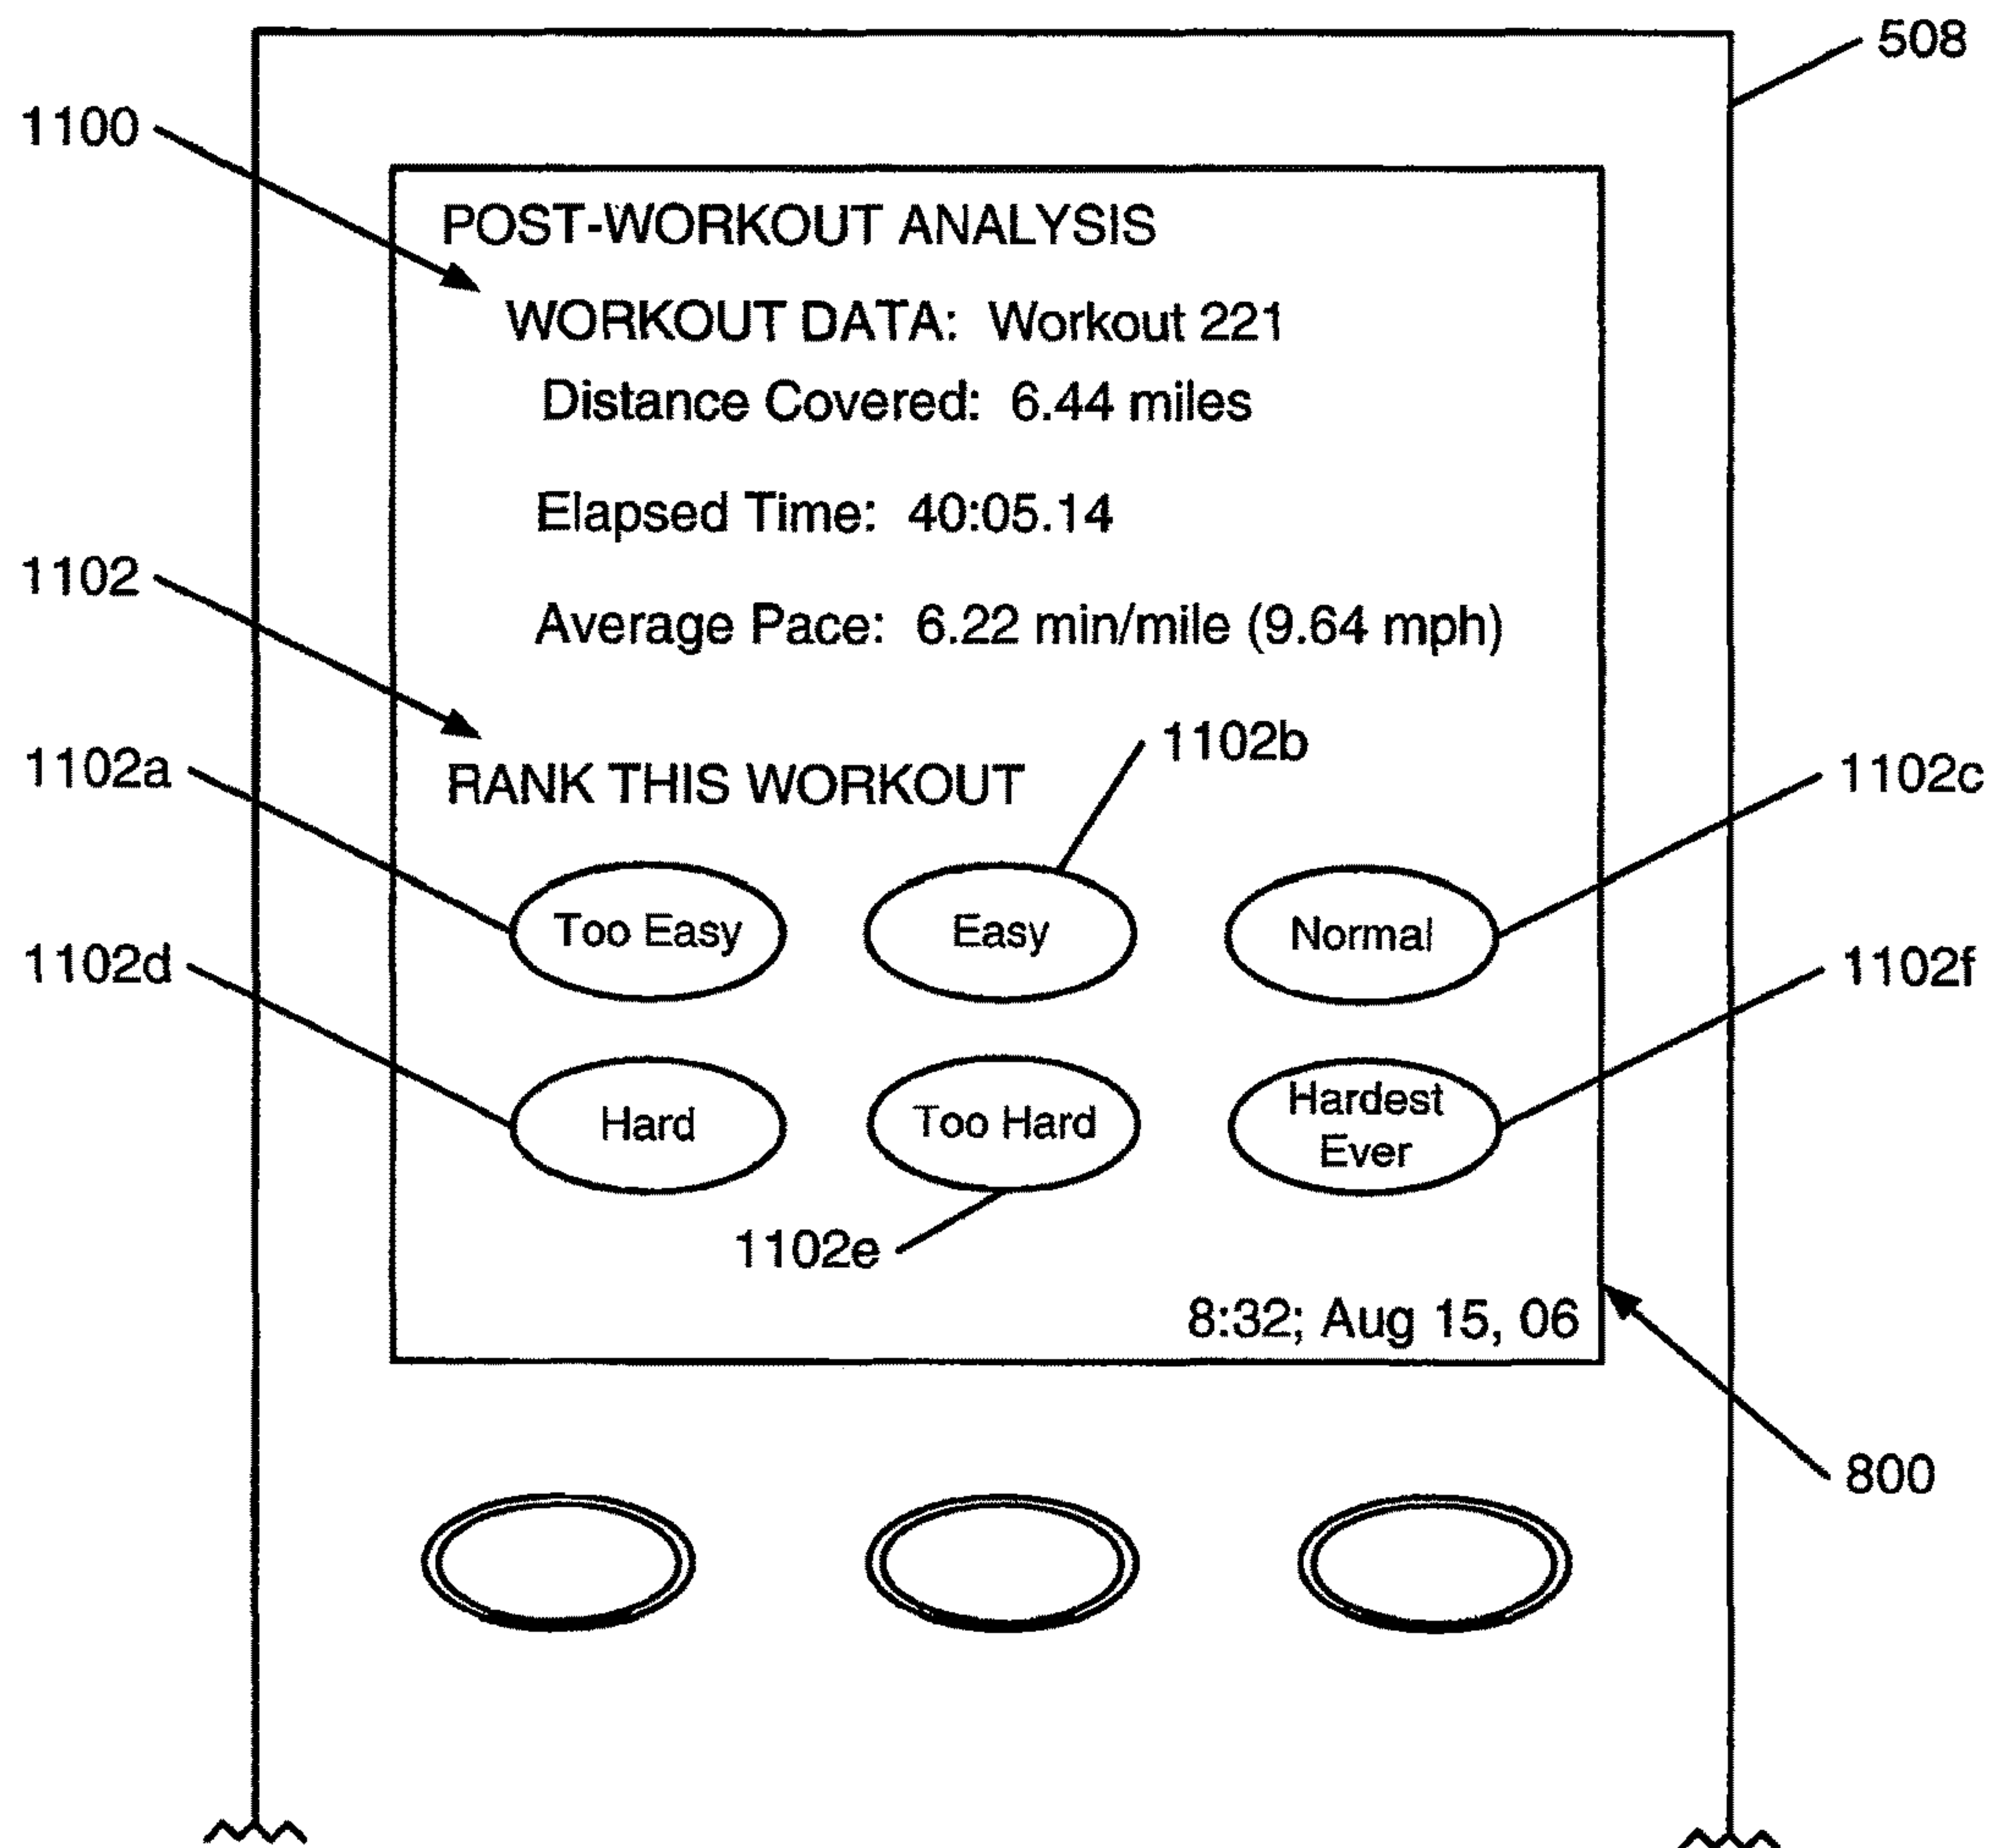 508
1100
POST-WORKOUT ANALYSIS
WORKOUT DATA: Workout 221
Distance Covered: 6.44 miles
Elapsed Time: 40:05.14
1102
Average Pace: 6.22 min/mile (9.64 mph)
1102b
1102a
RANK THIS WORKOUT
1102c
Too Easy
Easy
Normal
1102d
1102f
Hard
Too Hard
Hardest
Ever
1102e
8:32; Aug 15, 06
800